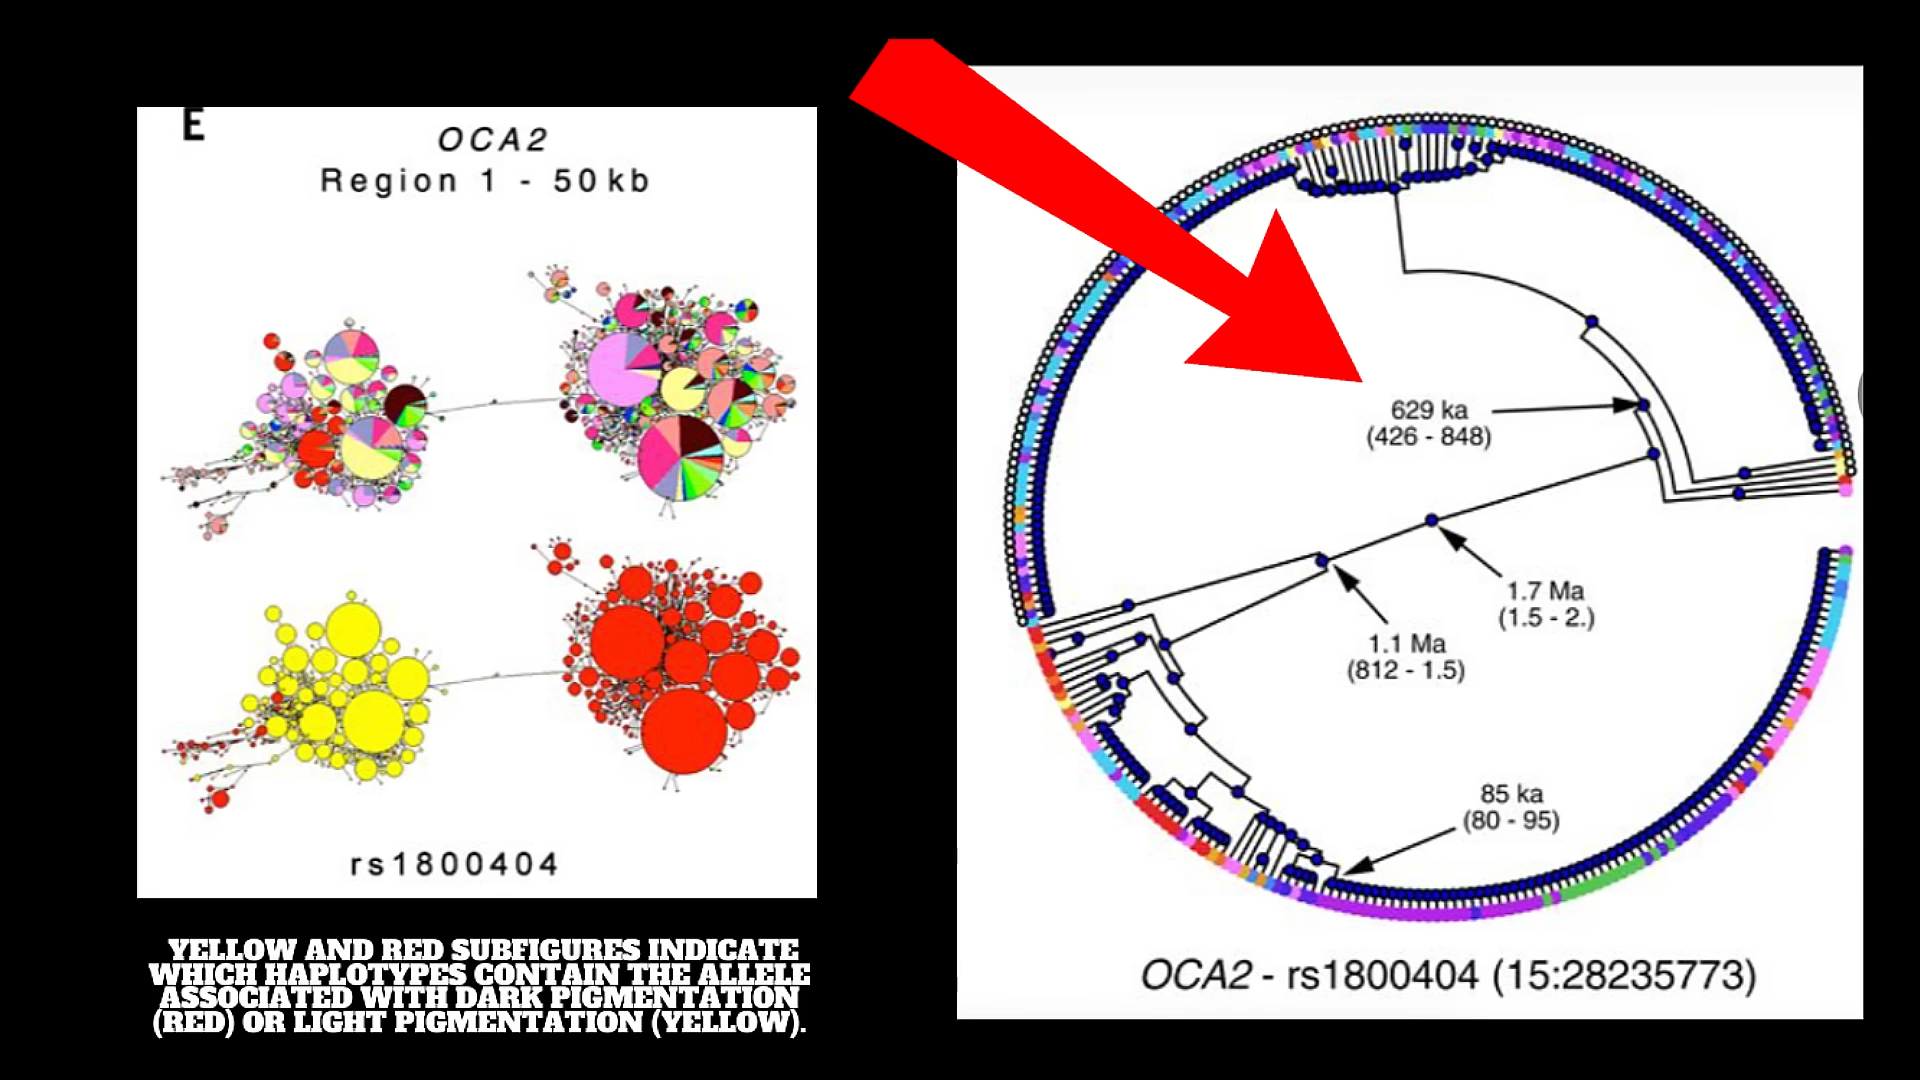 E
OCA2
Region 1 - 50kb
rs1800404
YELLOW AND RED SUBFIGURES INDICATE
WHICH HAPLOTYPES CONTAIN THE ALLELE
ASSOCIATED WITH DARK PIGMENTATION
(RED) OR LIGHT PIGMENTATION (YELLOW).
629 ka
(426 - 848)
1.7 Ma
(1.5 - 2.)
1.1 Ma
(812 - 1.5)
85 ka
(80 - 95)
OCA2 - rs1800404 (15:28235773)